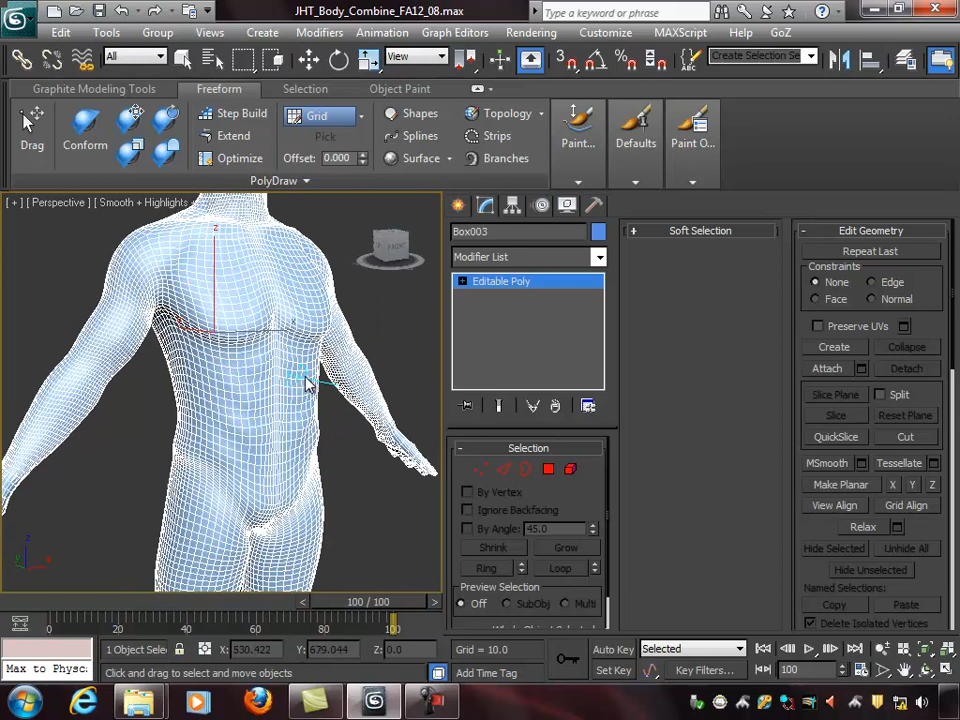 JHT_Body_Combine_FA12_08.max
Type a keyword or phrase
Edit Tools Group Views Create Modifiers Animation Graph Editors Rendering Customize MAXScript Help GoZ
All View Create Selection Se
Graphite Modeling Tools Freeform Selection Object Paint
Drag Conform Step Build Extend Optimize Grid Pick Offset: 0.000 Shapes Splines Surface Topology Strips Branches Paint... Defaults Paint O...
PolyDraw
[ + ] [ Perspective ] [ Smooth + Highlights +
FRONT
z
Box003
Modifier List
Editable Poly
Selection
By Vertex
Ignore Backfacing
By Angle: 45.0
Shrink Grow
Ring Loop
Preview Selection
Off SubObj Multi
Soft Selection
Edit Geometry
Repeat Last
Constraints
None Edge
Face Normal
Preserve UVs
Create Collapse
Attach Detach
Slice Plane Split
Slice Reset Plane
QuickSlice Cut
MSmooth Tessellate
Make Planar X Y Z
View Align Grid Align
Relax
Hide Selected Unhide All
Hide Unselected
Named Selections:
Copy Paste
Delete Isolated Vertices
< 100 / 100 >
0 20 40 60 80 100
1 Object Selec X: 530.422 Y: 679.044 Z: 0.0 Grid = 10.0 Auto Key Selected
Max to Physc Click and drag to select and move objects Add Time Tag Set Key Key Filters... 100